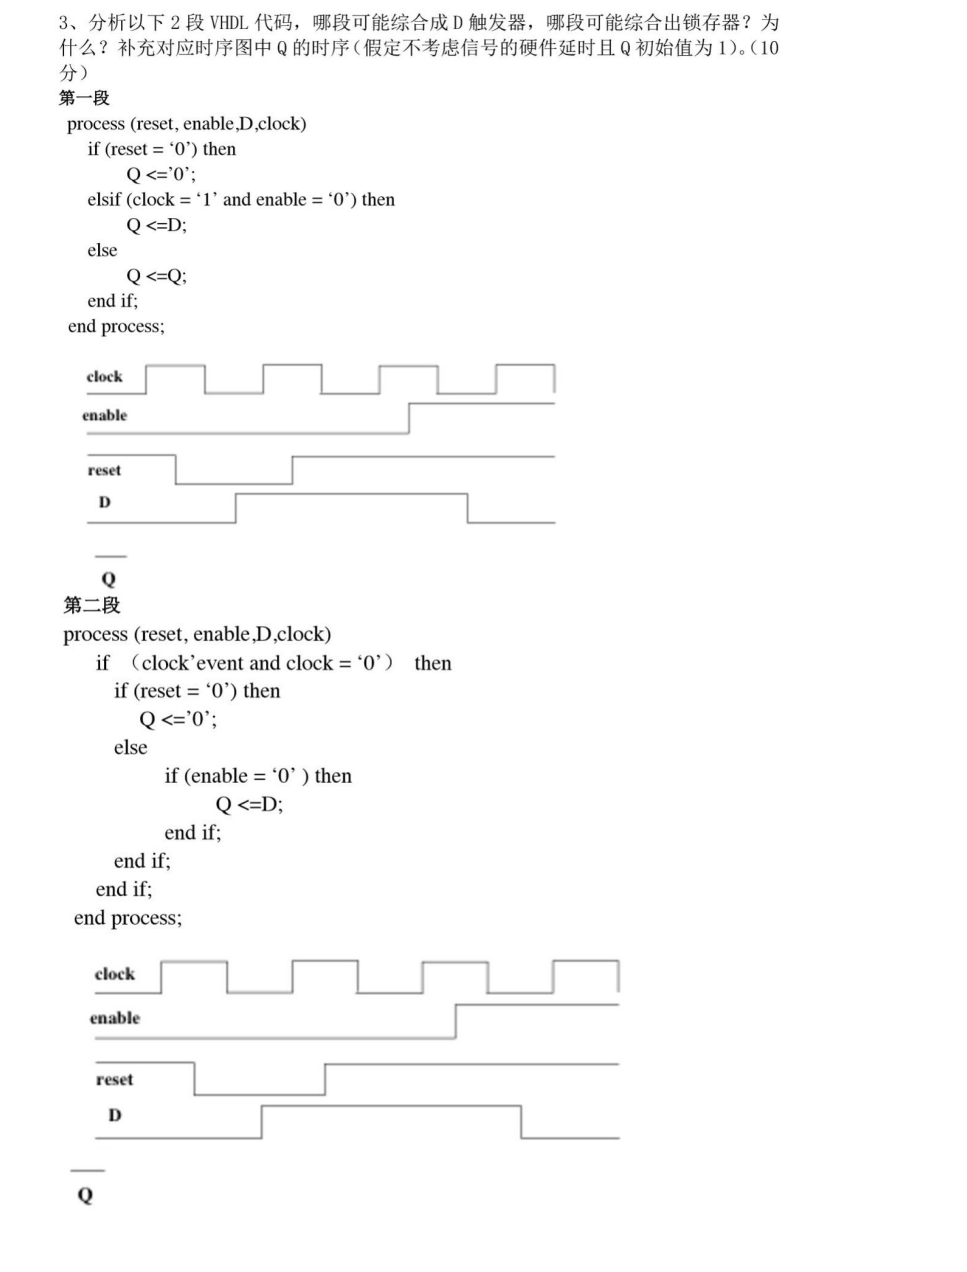 3、分析以下 2 段 VHDL 代码，哪段可能综合成 D 触发器，哪段可能综合出锁存器？为
什么？补充对应时序图中 Q 的时序（假定不考虑信号的硬件延时且 Q 初始值为 1）。（10
分）
第一段
process (reset, enable,D,clock)
if (reset = ‘0’) then
Q <=’0’;
elsif (clock = ‘1’ and enable = ‘0’) then
Q <=D;
else
Q <=Q;
end if;
end process;
clock
enable
reset
D
Q
第二段
process (reset, enable,D,clock)
if （clock’event and clock = ‘0’） then
if (reset = ‘0’) then
Q <=’0’;
else
if (enable = ‘0’ ) then
Q <=D;
end if;
end if;
end if;
end process;
clock
enable
reset
D
Q